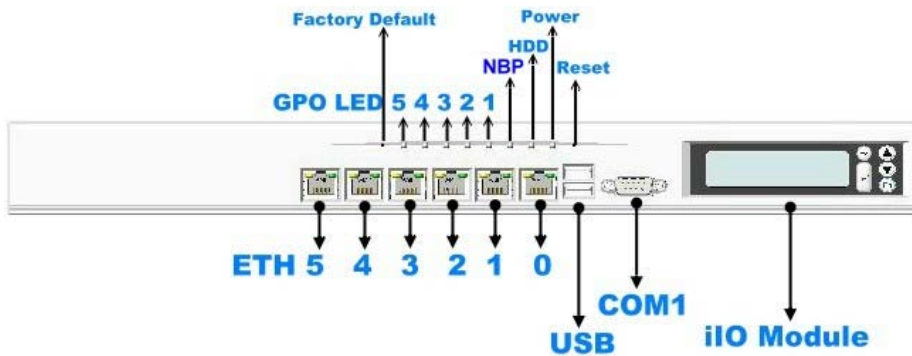 Factory Default
Power
HDD
NBP
Reset
GPO LED 5 4 3 2 1
ETH 5 4 3 2 1 0
COM1
USB
iIO Module